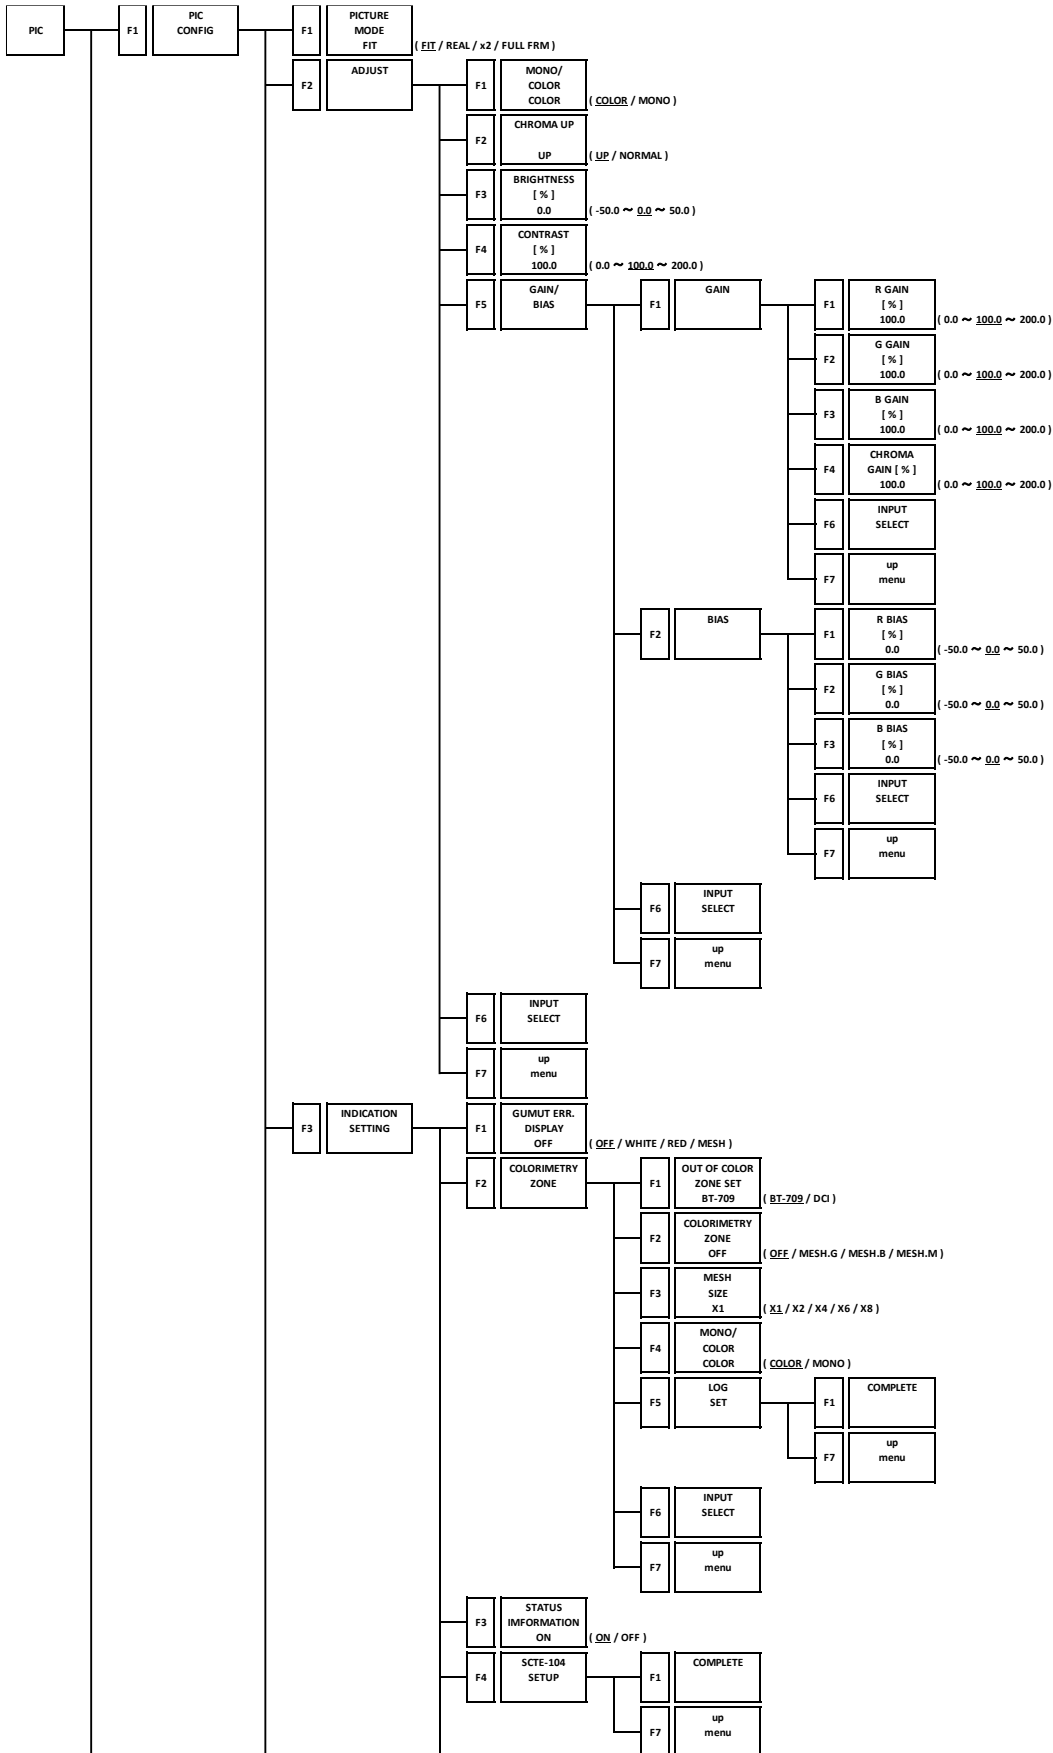 PIC
F1
PIC
CONFIG
F1
PICTURE
MODE
FIT
( FIT / REAL / x2 / FULL FRM )
F2
ADJUST
F1
MONO/
COLOR
COLOR
( COLOR / MONO )
F2
CHROMA UP
UP
( UP / NORMAL )
F3
BRIGHTNESS
[ % ]
0.0
( -50.0 ~ 0.0 ~ 50.0 )
F4
CONTRAST
[ % ]
100.0
( 0.0 ~ 100.0 ~ 200.0 )
F5
GAIN/
BIAS
F1
GAIN
F1
R GAIN
[ % ]
100.0
( 0.0 ~ 100.0 ~ 200.0 )
F2
G GAIN
[ % ]
100.0
( 0.0 ~ 100.0 ~ 200.0 )
F3
B GAIN
[ % ]
100.0
( 0.0 ~ 100.0 ~ 200.0 )
F4
CHROMA
GAIN [ % ]
100.0
( 0.0 ~ 100.0 ~ 200.0 )
F6
INPUT
SELECT
F7
up
menu
F2
BIAS
F1
R BIAS
[ % ]
0.0
( -50.0 ~ 0.0 ~ 50.0 )
F2
G BIAS
[ % ]
0.0
( -50.0 ~ 0.0 ~ 50.0 )
F3
B BIAS
[ % ]
0.0
( -50.0 ~ 0.0 ~ 50.0 )
F6
INPUT
SELECT
F7
up
menu
F6
INPUT
SELECT
F7
up
menu
F6
INPUT
SELECT
F7
up
menu
F3
INDICATION
SETTING
F1
GUMUT ERR.
DISPLAY
OFF
( OFF / WHITE / RED / MESH )
F2
COLORIMETRY
ZONE
F1
OUT OF COLOR
ZONE SET
BT-709
( BT-709 / DCI )
F2
COLORIMETRY
ZONE
OFF
( OFF / MESH.G / MESH.B / MESH.M )
F3
MESH
SIZE
X1
( X1 / X2 / X4 / X6 / X8 )
F4
MONO/
COLOR
COLOR
( COLOR / MONO )
F5
LOG
SET
F1
COMPLETE
F7
up
menu
F6
INPUT
SELECT
F7
up
menu
F3
STATUS
IMFORMATION
ON
( ON / OFF )
F4
SCTE-104
SETUP
F1
COMPLETE
F7
up
menu